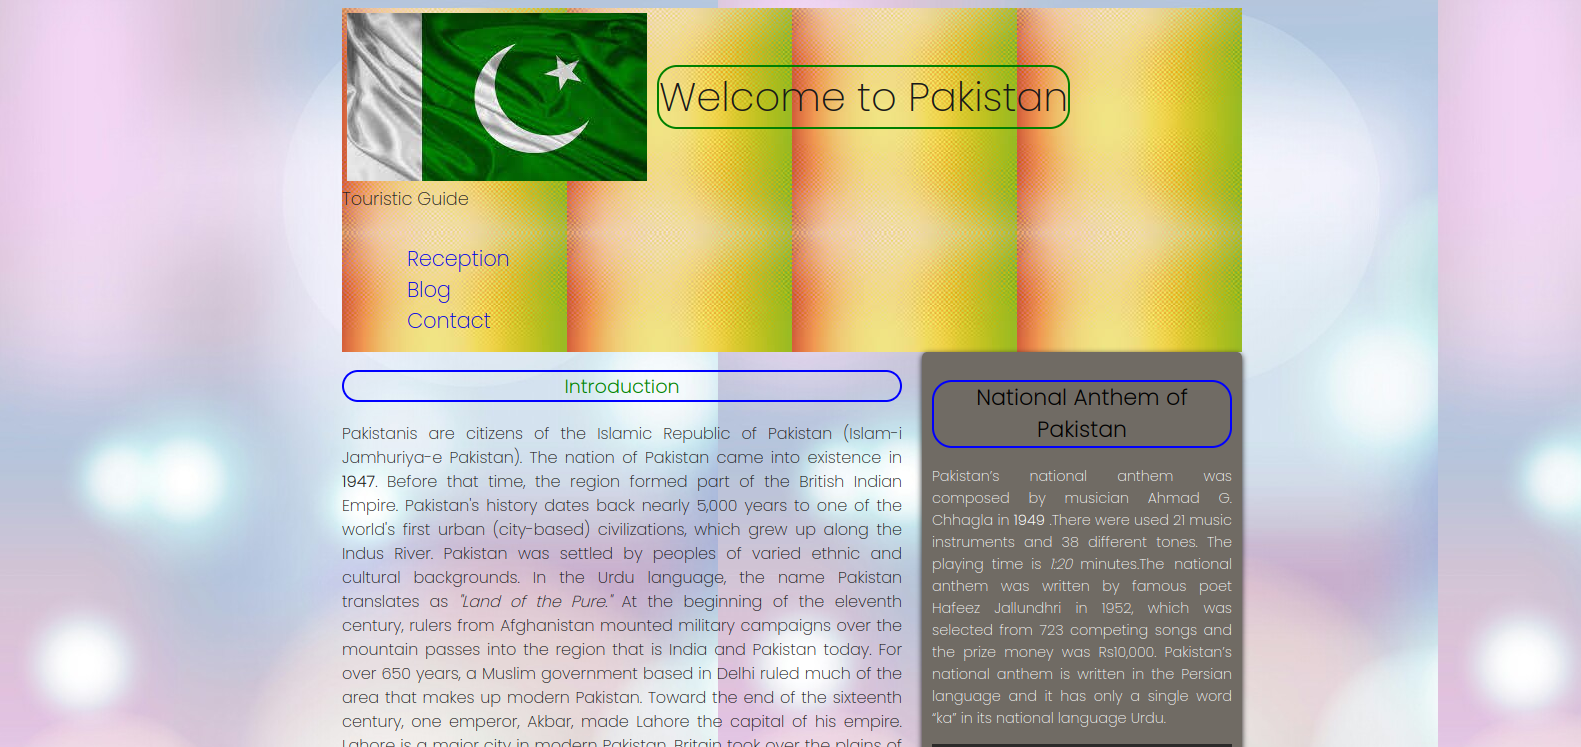 Welcome to Pakistan
Touristic Guide
Reception
Blog
Contact
Introduction
Pakistanis are citizens of the Islamic Republic of Pakistan (Islam-i
Jamhuriya-e Pakistan). The nation of Pakistan came into existence in
1947. Before that time, the region formed part of the British Indian
Empire. Pakistan's history dates back nearly 5,000 years to one of the
world's first urban (city-based) civilizations, which grew up along the
Indus River. Pakistan was settled by peoples of varied ethnic and
cultural backgrounds. In the Urdu language, the name Pakistan
translates as "Land of the Pure." At the beginning of the eleventh
century, rulers from Afghanistan mounted military campaigns over the
mountain passes into the region that is India and Pakistan today. For
over 650 years, a Muslim government based in Delhi ruled much of the
area that makes up modern Pakistan. Toward the end of the sixteenth
century, one emperor, Akbar, made Lahore the capital of his empire.
Lahore is a major city in modern Pakistan. Britain took over the plains of
National Anthem of
Pakistan
Pakistan’s national anthem was
composed by musician Ahmad G.
Chhagla in 1949 .There were used 21 music
instruments and 38 different tones. The
playing time is 1:20 minutes.The national
anthem was written by famous poet
Hafeez Jallundhri in 1952, which was
selected from 723 competing songs and
the prize money was Rs10,000. Pakistan’s
national anthem is written in the Persian
language and it has only a single word
“ka” in its national language Urdu.